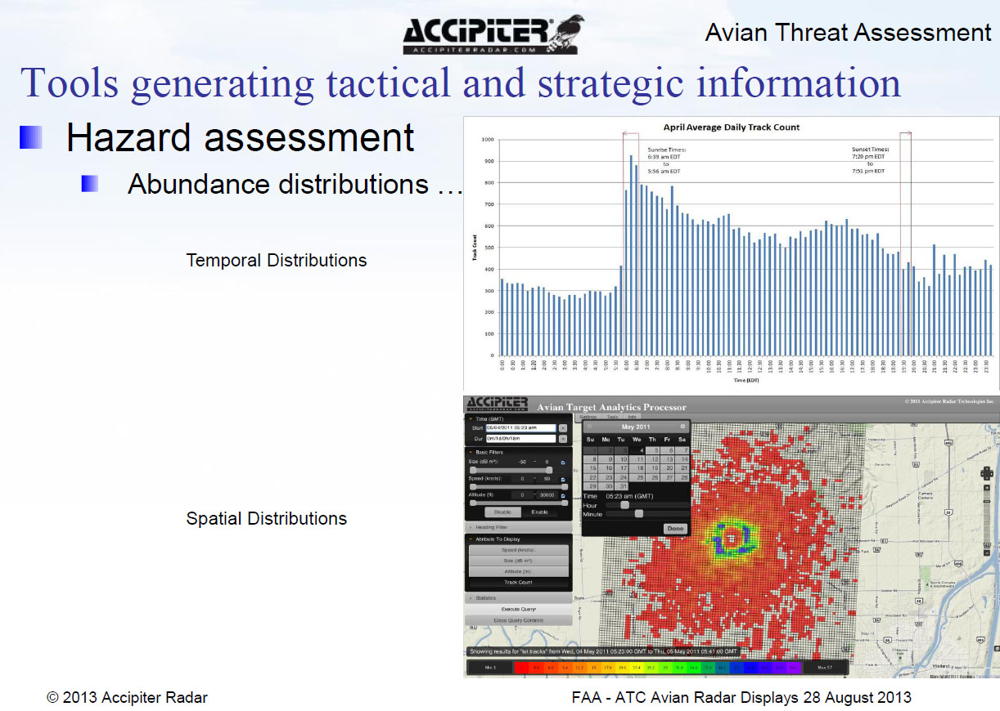 ACCIPITER
ACCIPITERRADAR.COM
Avian Threat Assessment
Tools generating tactical and strategic information
Hazard assessment
Abundance distributions …
Temporal Distributions
Spatial Distributions
April Average Daily Track Count
Sunrise Times:
6:39 am EDT
to
5:56 am EDT
Sunset Times:
7:20 pm EDT
to
7:51 pm EDT
Track Count
1000
900
800
700
600
500
400
300
200
100
0
0:00 0:30 1:00 1:30 2:00 2:30 3:00 3:30 4:00 4:30 5:00 5:30 6:00 6:30 7:00 7:30 8:00 8:30 9:00 9:30 10:00 10:30 11:00 11:30 12:00 12:30 13:00 13:30 14:00 14:30 15:00 15:30 16:00 16:30 17:00 17:30 18:00 18:30 19:00 19:30 20:00 20:30 21:00 21:30 22:00 22:30 23:00 23:30
Time (EDT)
ACCIPITER
Avian Target Analytics Processor
© 2011 Accipiter Radar Technologies Inc.
Settings Tools Info
Time (GMT)
Start 05/04/2011 05:23 am
Dur 0m/1d/0h/18m
Basic Filters
Size (dB m²): -50 - 0
Speed (knots): 0 - 99
Altitude (ft): 0 - 30000
Disable Enable
Heading Filter
Attribute To Display
Speed (knots)
Size (dB m²)
Altitude (m)
Track Count
Statistics
Execute Query
Close Query Controls
May 2011
Su Mo Tu We Th Fr Sa
1 2 3 4 5 6 7
8 9 10 11 12 13 14
15 16 17 18 19 20 21
22 23 24 25 26 27 28
29 30 31
Time 05:23 am (GMT)
Hour
Minute
Done
Turners
Corners
Sports Complex
Welland
Showing results for "lot tracks" from Wed, 04 May 2011 05:23:00 GMT to Thu, 05 May 2011 05:41:00 GMT
Min: 1
Max: 57
© 2013 Accipiter Radar
FAA - ATC Avian Radar Displays 28 August 2013